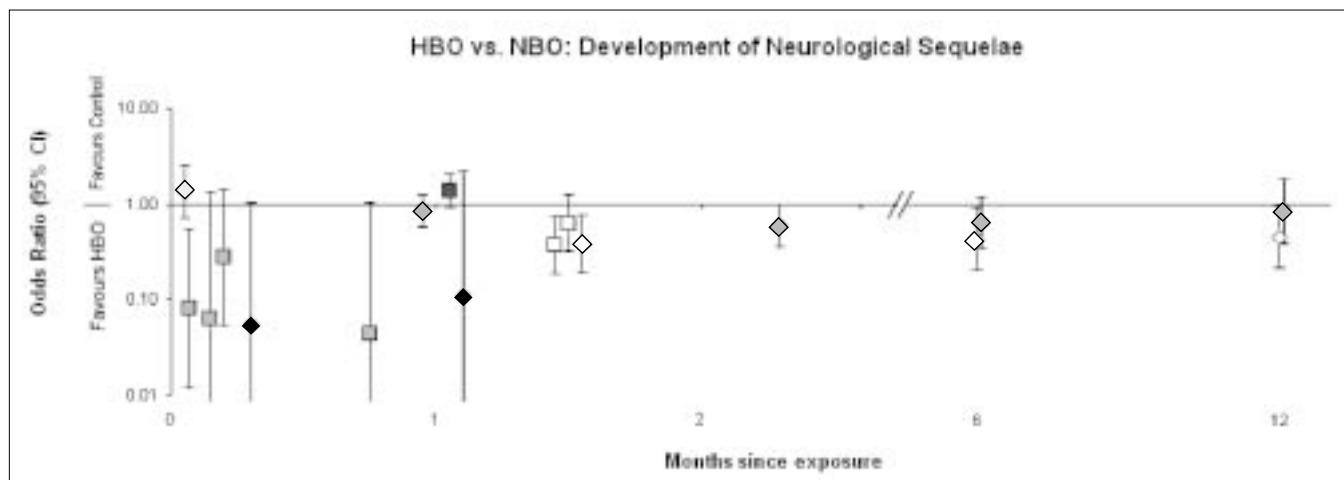 HBO vs. NBO: Development of Neurological Sequelae
Odds Ratio (95% CI)
Favours HBO | Favours Control
10.00
1.00
0.10
0.01
0
1
2
6
12
Months since exposure